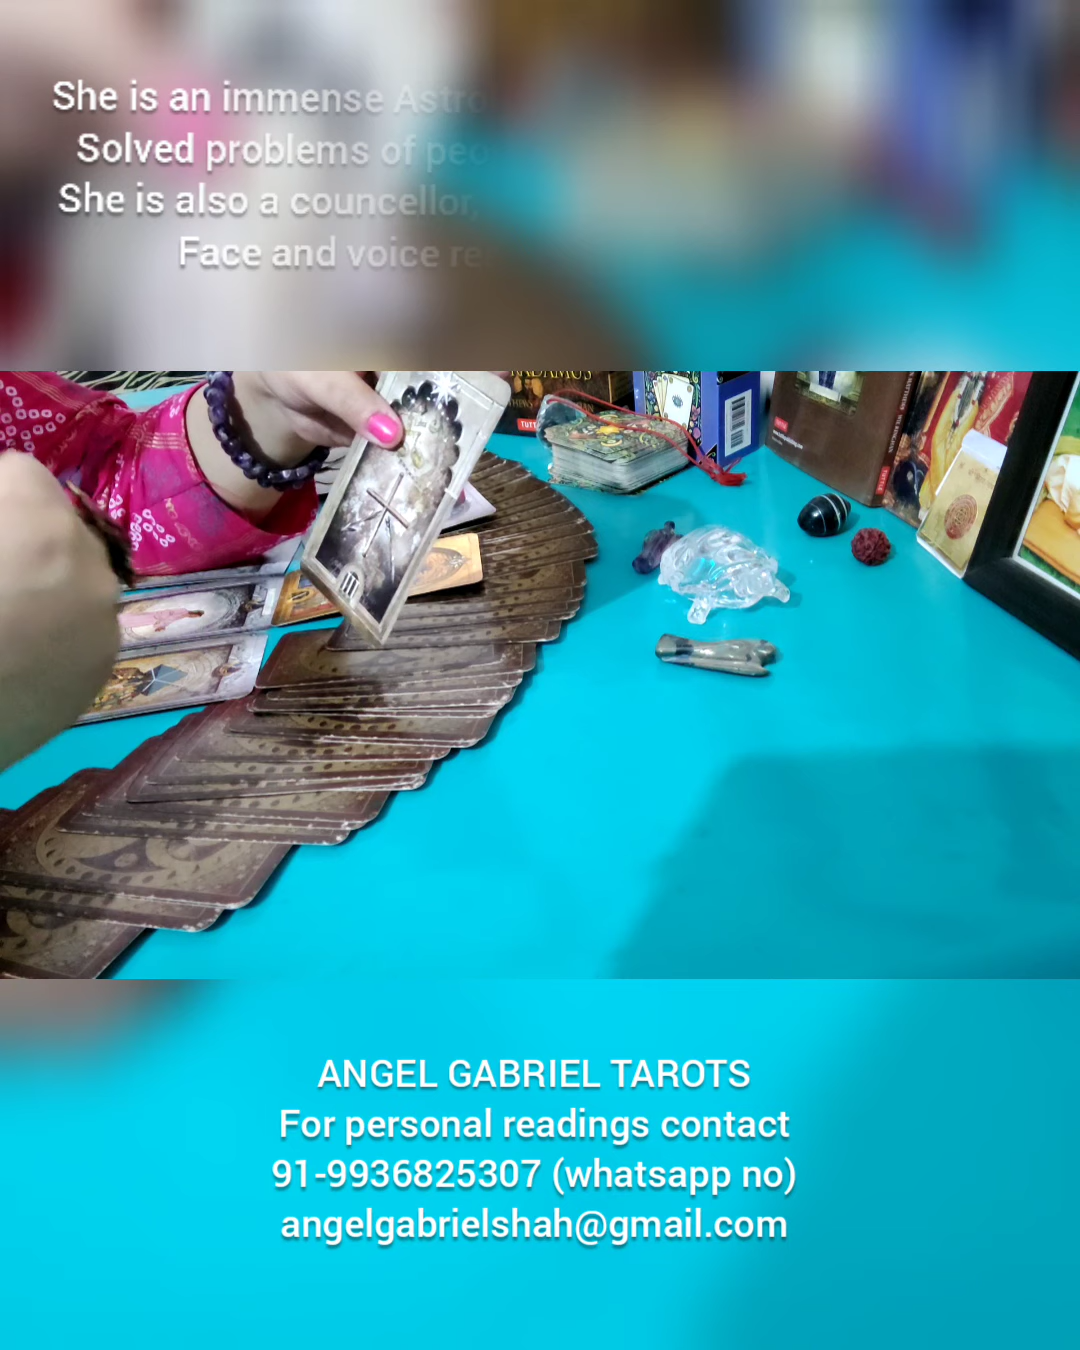 She is an immense
Solved problems of
She is also a councellor,
Face and voice
TUTT
ANGEL GABRIEL TAROTS
For personal readings contact
91-9936825307 (whatsapp no)
angelgabrielshah@gmail.com